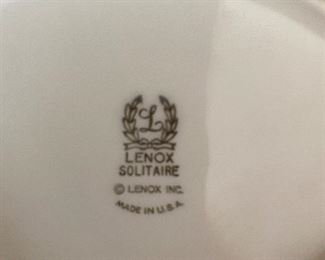 L
LENOX
SOLITAIRE
© LENOX INC.
MADE IN U.S.A.